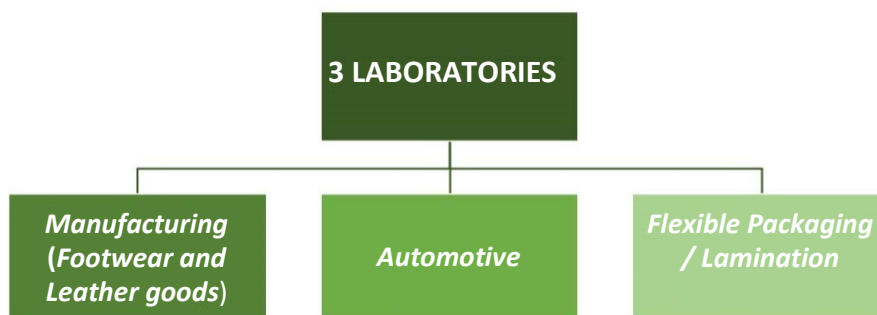 3 LABORATORIES
Manufacturing
(Footwear and
Leather goods)
Automotive
Flexible Packaging
/ Lamination